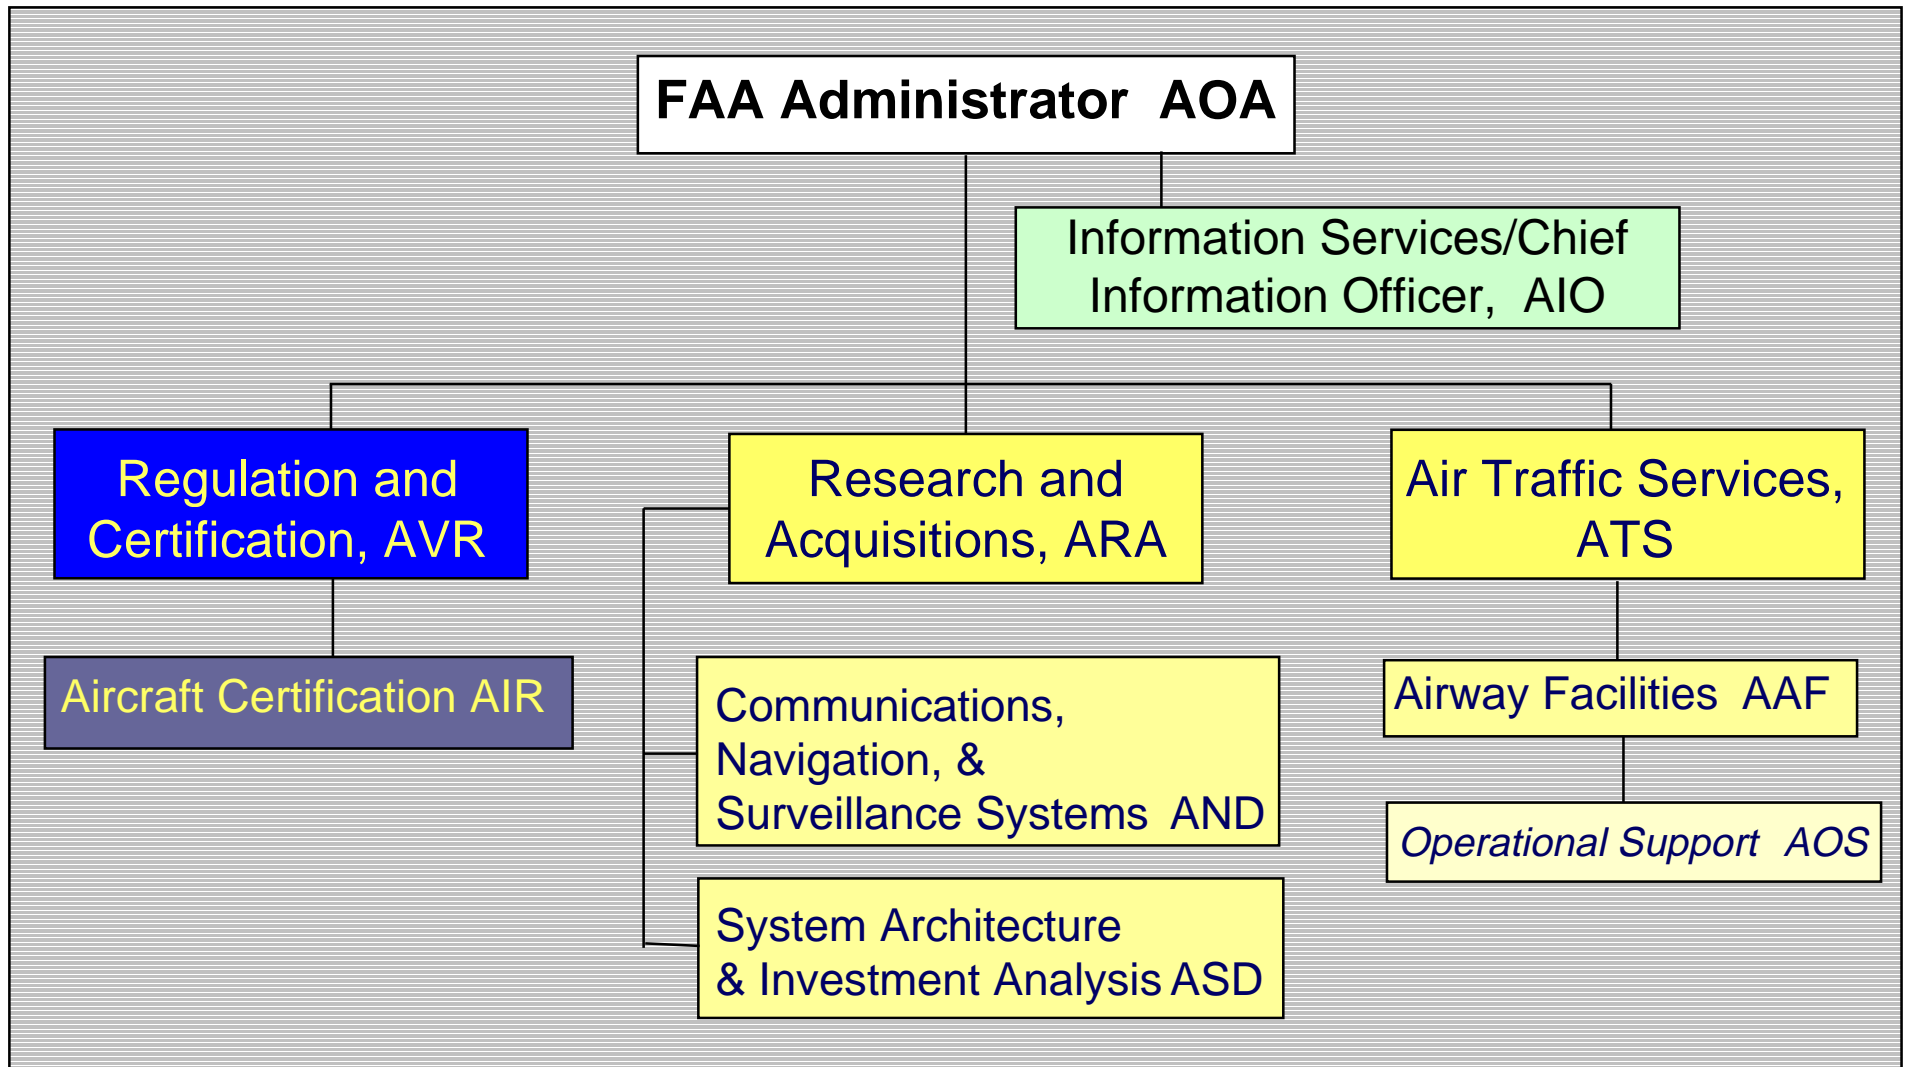 FAA Administrator AOA
Information Services/Chief
Information Officer, AIO
Regulation and
Certification, AVR
Research and
Acquisitions, ARA
Air Traffic Services,
ATS
Aircraft Certification AIR
Communications,
Navigation, &
Surveillance Systems AND
Airway Facilities AAF
Operational Support AOS
System Architecture
& Investment Analysis ASD